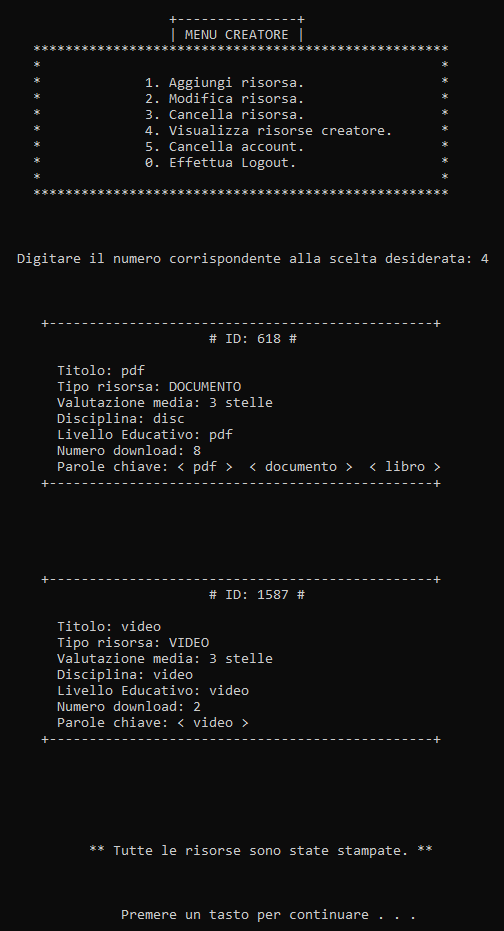 +---------------+
| MENU CREATORE |
****************************************************
*                                                  *
*             1. Aggiungi risorsa.                 *
*             2. Modifica risorsa.                 *
*             3. Cancella risorsa.                 *
*             4. Visualizza risorse creatore.      *
*             5. Cancella account.                 *
*             0. Effettua Logout.                  *
*                                                  *
****************************************************
Digitare il numero corrispondente alla scelta desiderata: 4
+------------------------------------------------+
# ID: 618 #
Titolo: pdf
Tipo risorsa: DOCUMENTO
Valutazione media: 3 stelle
Disciplina: disc
Livello Educativo: pdf
Numero download: 8
Parole chiave: < pdf >  < documento >  < libro >
+------------------------------------------------+
+------------------------------------------------+
# ID: 1587 #
Titolo: video
Tipo risorsa: VIDEO
Valutazione media: 3 stelle
Disciplina: video
Livello Educativo: video
Numero download: 2
Parole chiave: < video >
+------------------------------------------------+
** Tutte le risorse sono state stampate. **
Premere un tasto per continuare . . .